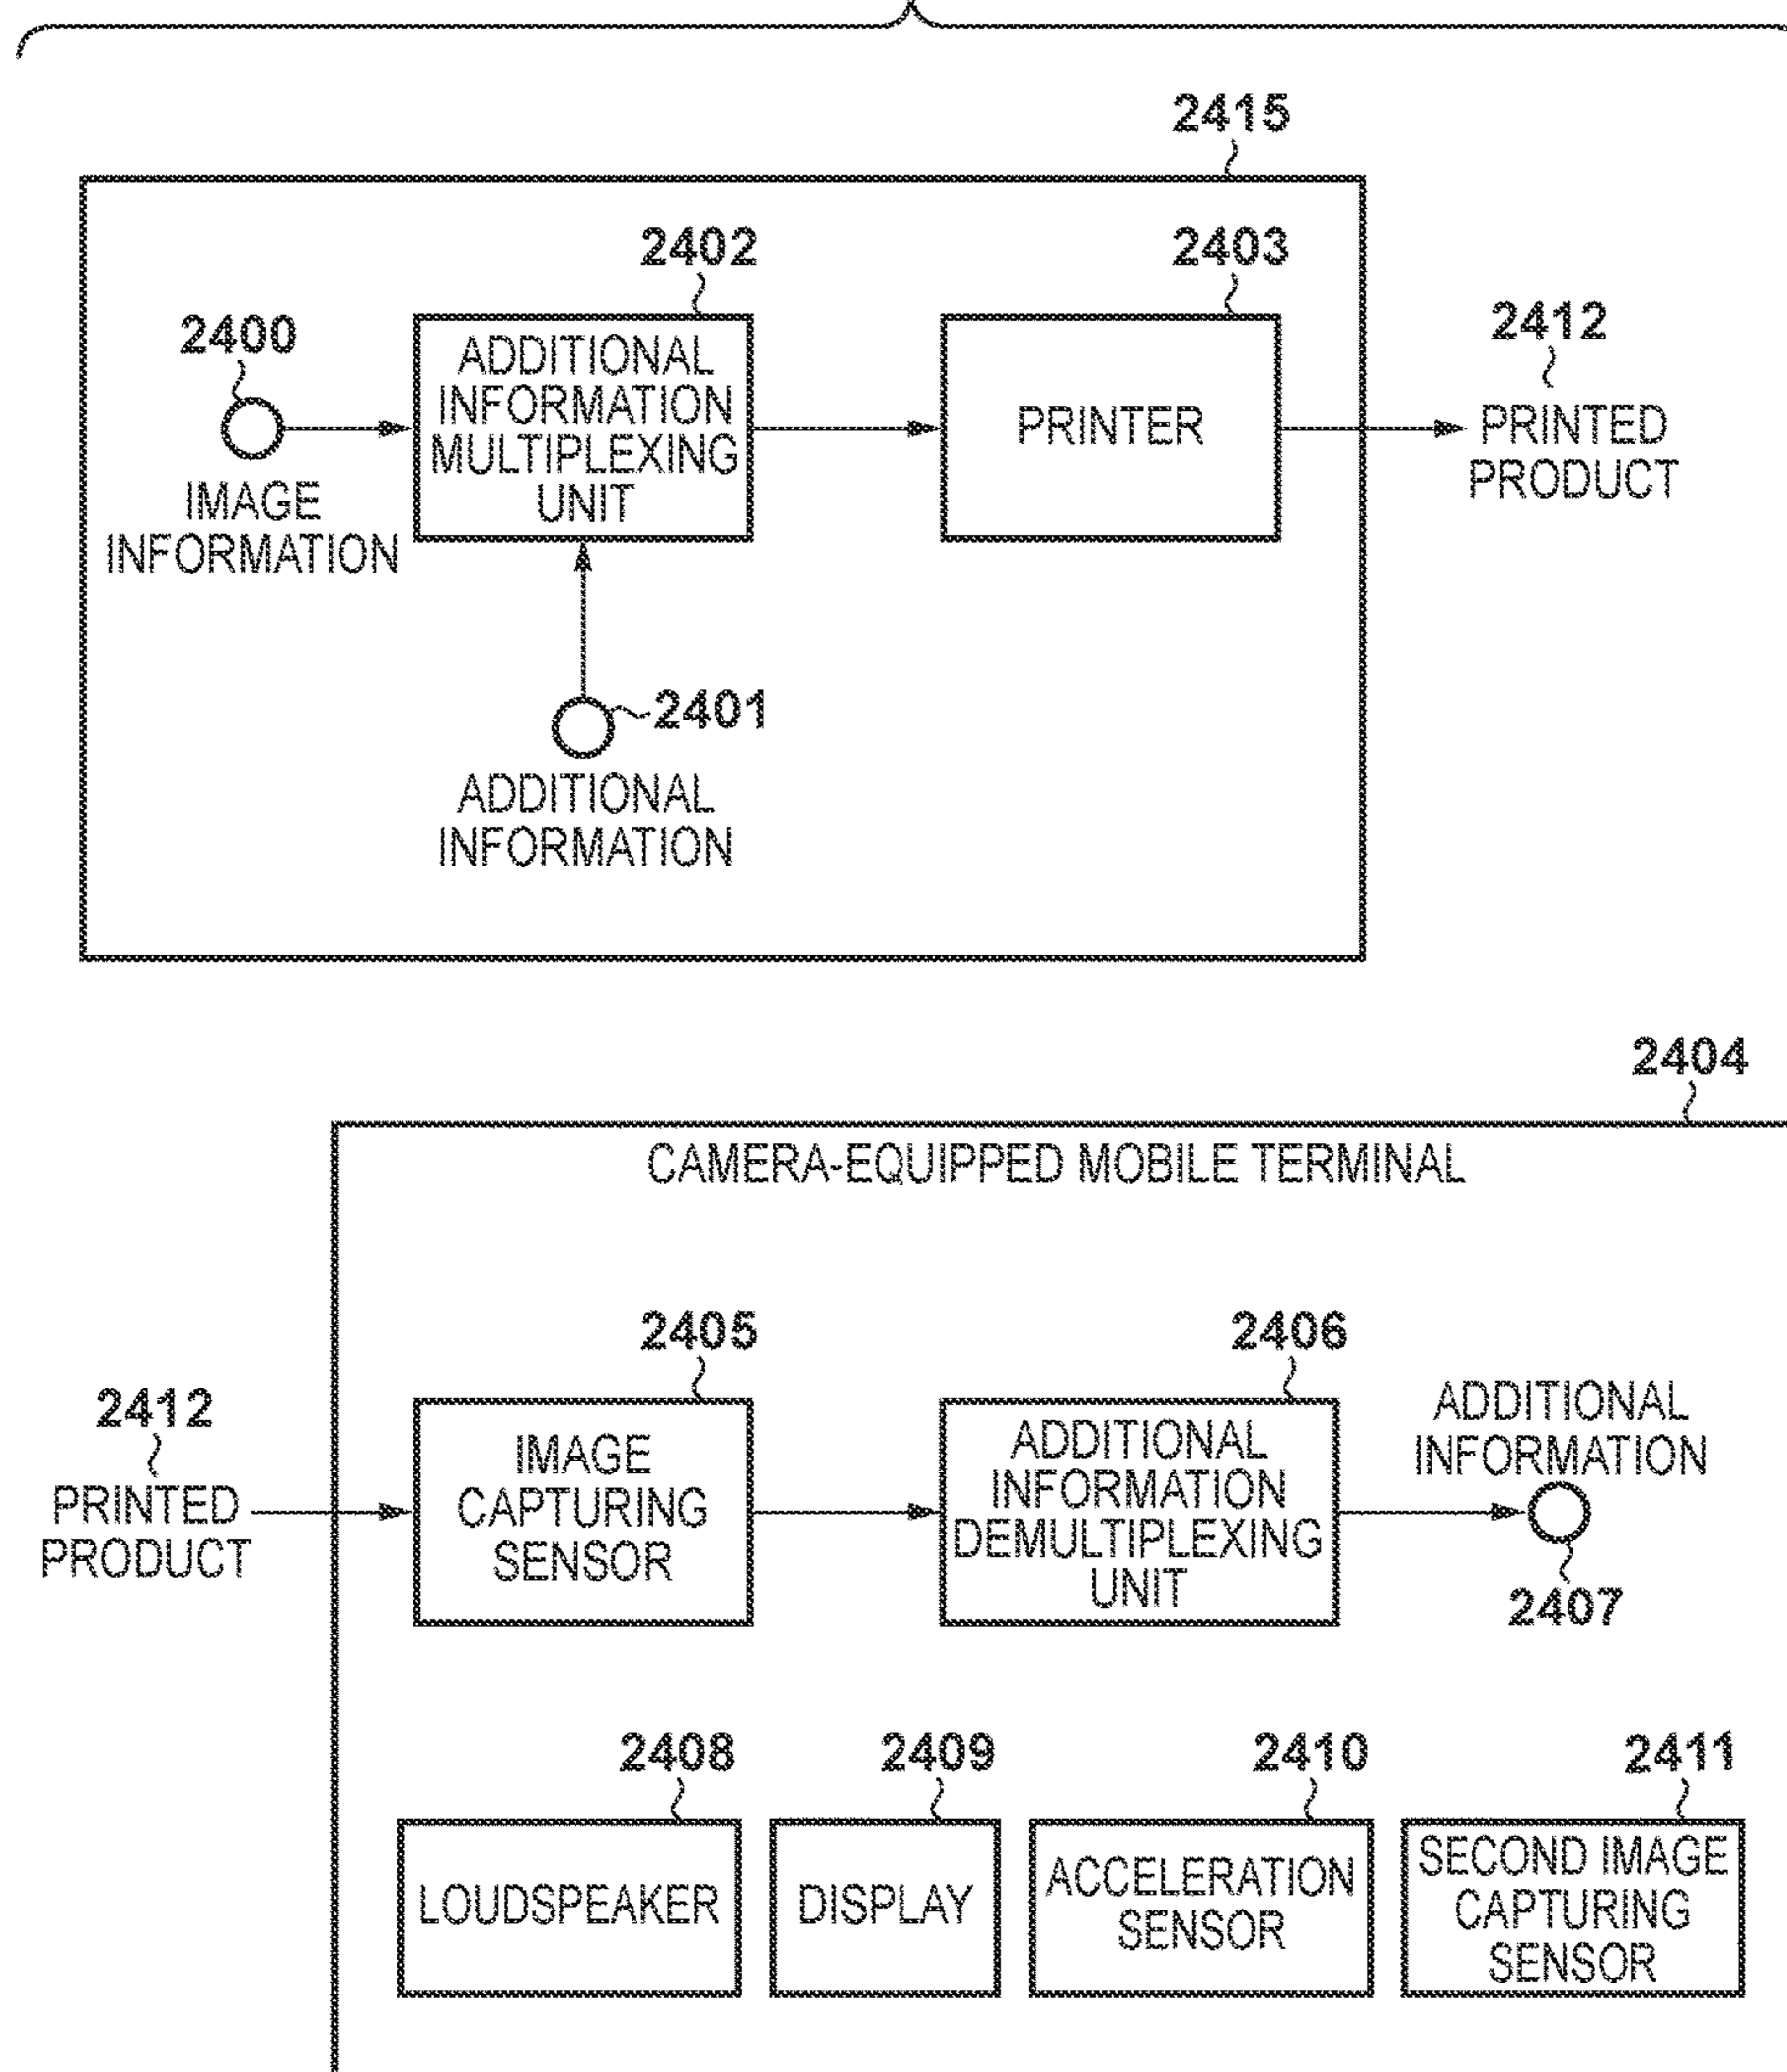 2415
2402
2403
2400
2412
ADDITIONAL
INFORMATION
MULTIPLEXING
UNIT
PRINTER
PRINTED
PRODUCT
IMAGE
INFORMATION
2401
ADDITIONAL
INFORMATION
2404
CAMERA-EQUIPPED MOBILE TERMINAL
2405
2406
2412
PRINTED
PRODUCT
IMAGE
CAPTURING
SENSOR
ADDITIONAL
INFORMATION
DEMULTIPLEXING
UNIT
ADDITIONAL
INFORMATION
2407
2408
2409
2410
2411
LOUDSPEAKER
DISPLAY
ACCELERATION
SENSOR
SECOND IMAGE
CAPTURING
SENSOR